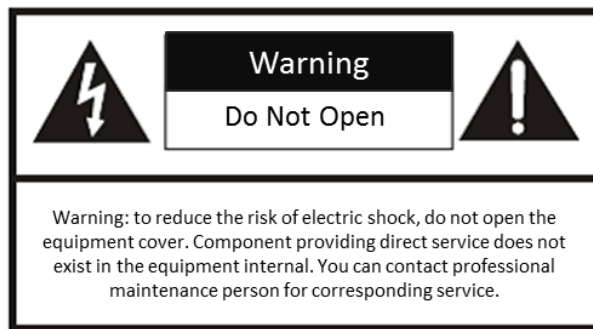 Warning
Do Not Open
Warning: to reduce the risk of electric shock, do not open the
equipment cover. Component providing direct service does not
exist in the equipment internal. You can contact professional
maintenance person for corresponding service.